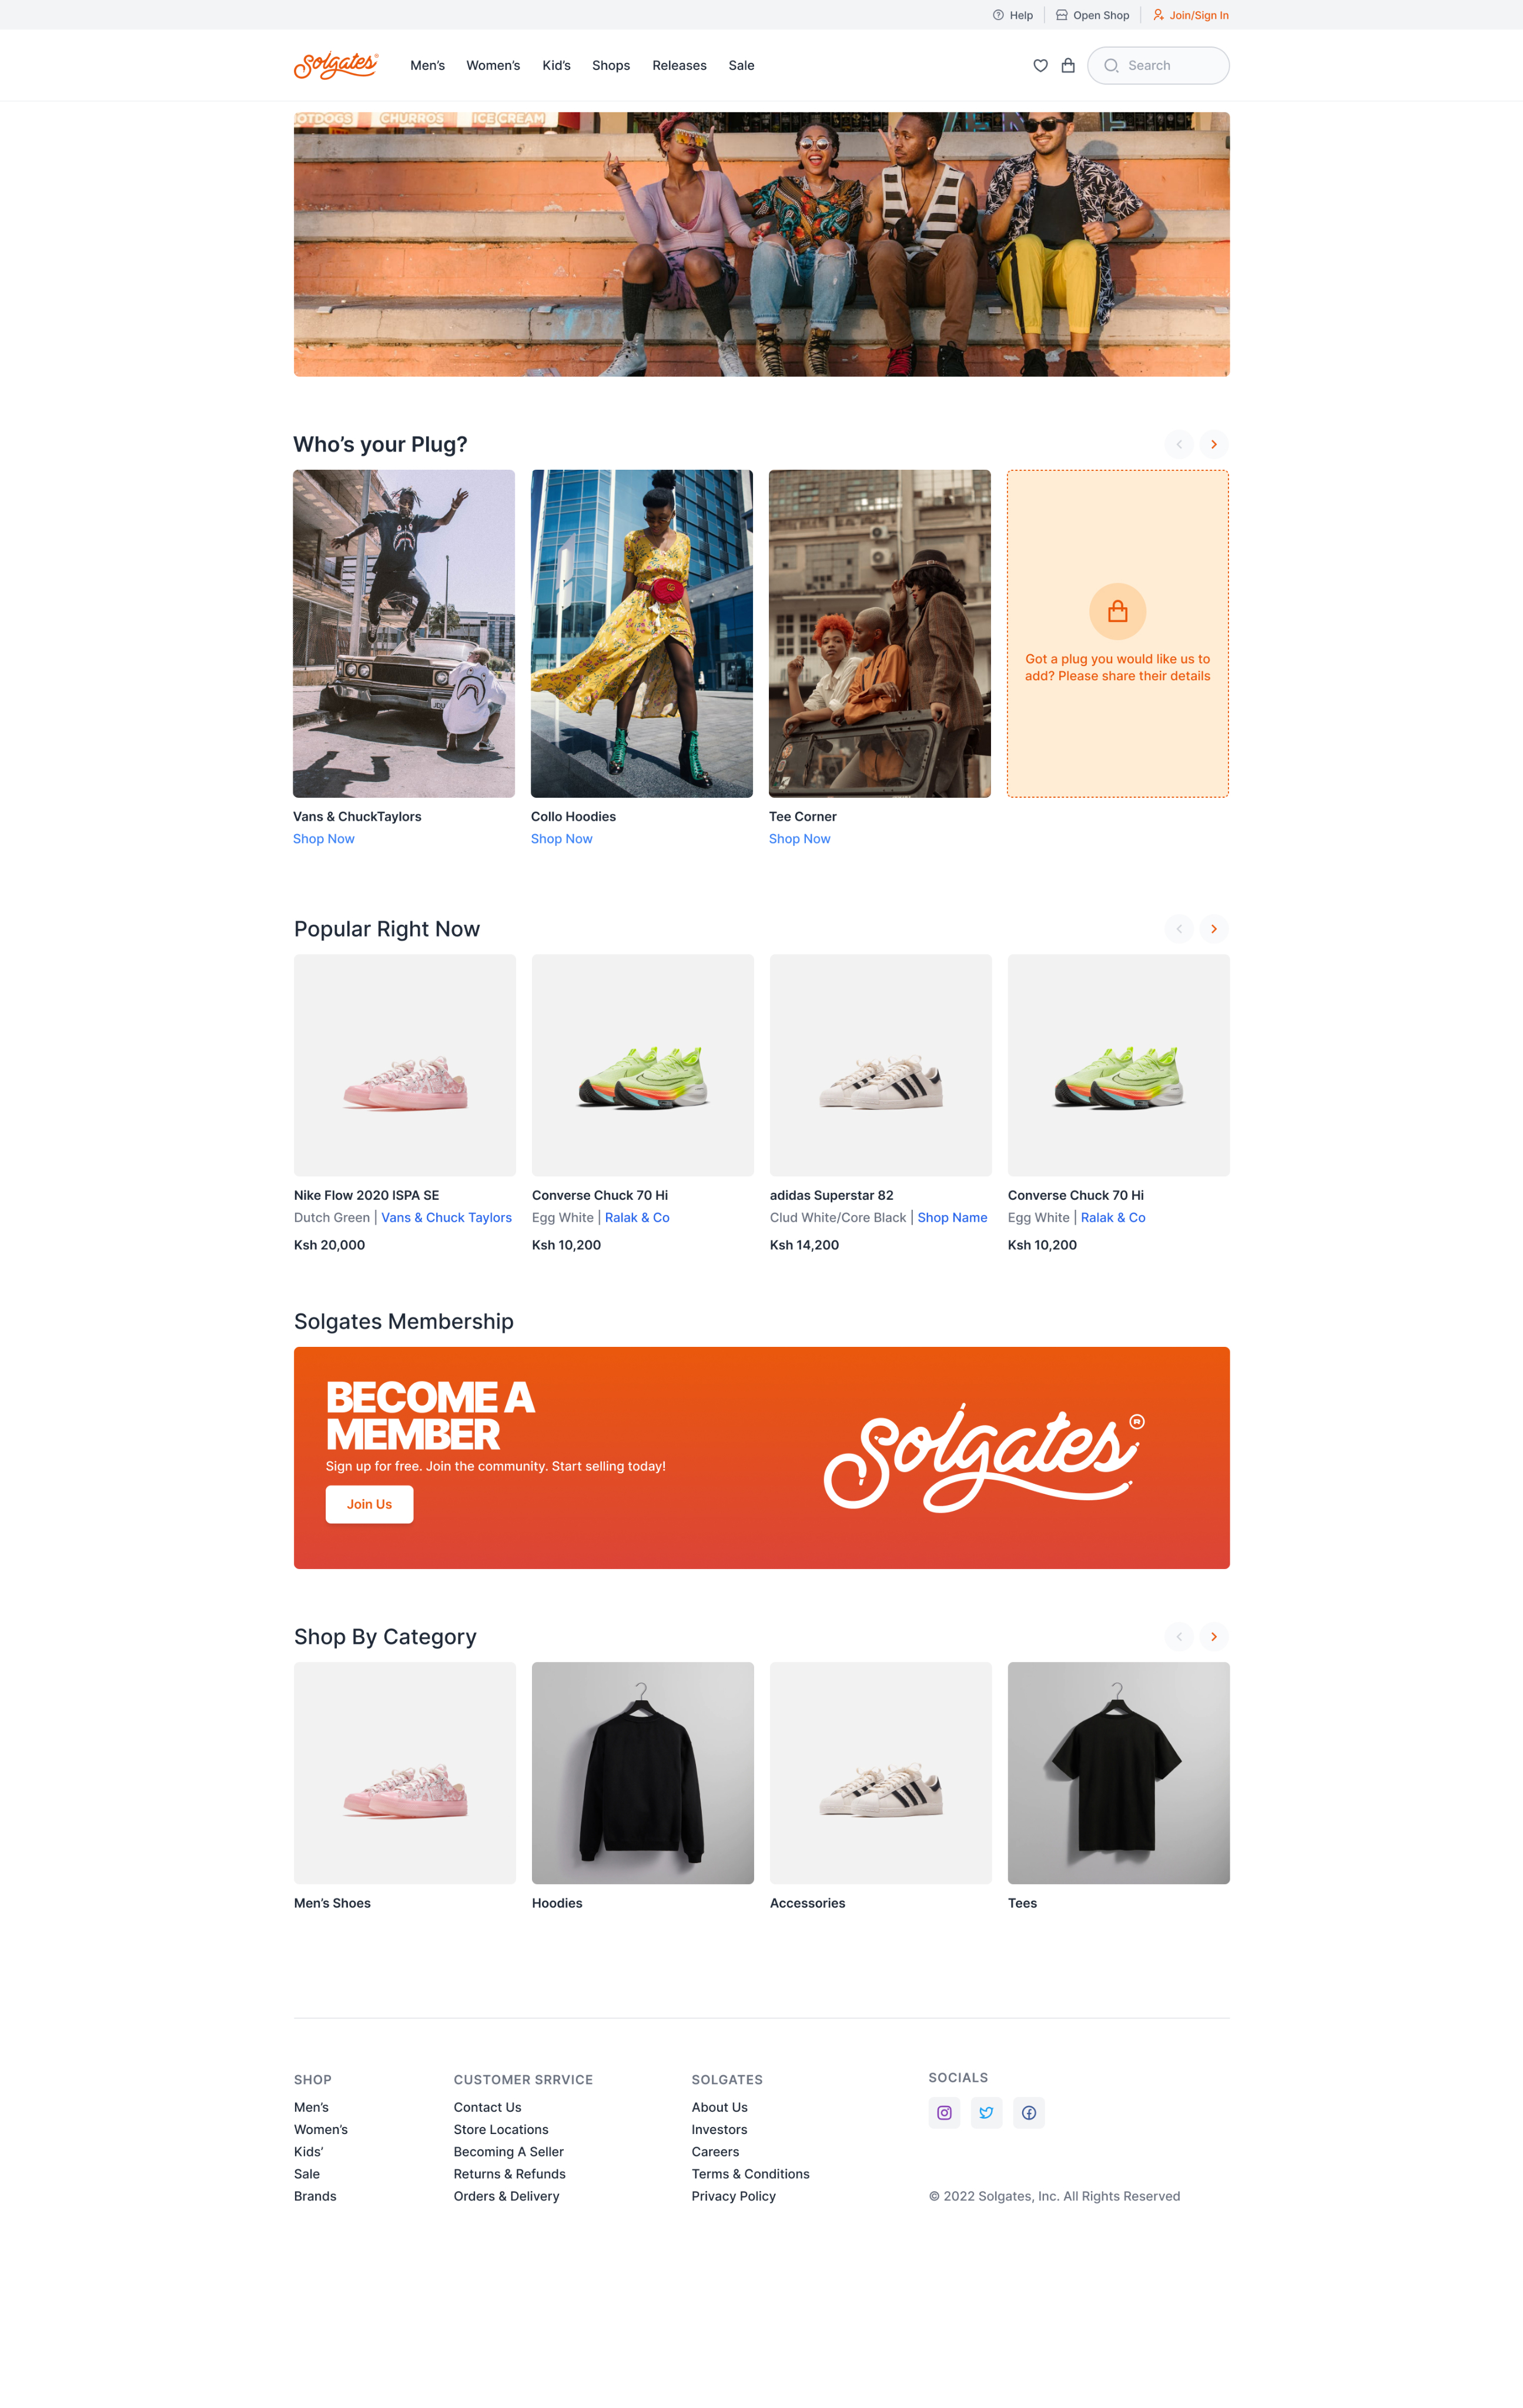 Help
Open Shop
Join/Sign In
Solgates®
Men’s
Women’s
Kid’s
Shops
Releases
Sale
Search
OTDOGS CHURROS ICE CREAM
Who’s your Plug?
Got a plug you would like us to
add? Please share their details
Vans & ChuckTaylors
Shop Now
Collo Hoodies
Shop Now
Tee Corner
Shop Now
Popular Right Now
Nike Flow 2020 ISPA SE
Dutch Green | Vans & Chuck Taylors
Ksh 20,000
Converse Chuck 70 Hi
Egg White | Ralak & Co
Ksh 10,200
adidas Superstar 82
Clud White/Core Black | Shop Name
Ksh 14,200
Converse Chuck 70 Hi
Egg White | Ralak & Co
Ksh 10,200
Solgates Membership
BECOME A
MEMBER
Sign up for free. Join the community. Start selling today!
Join Us
Solgates®
Shop By Category
Men’s Shoes
Hoodies
Accessories
Tees
SHOP
Men’s
Women’s
Kids’
Sale
Brands
CUSTOMER SRRVICE
Contact Us
Store Locations
Becoming A Seller
Returns & Refunds
Orders & Delivery
SOLGATES
About Us
Investors
Careers
Terms & Conditions
Privacy Policy
SOCIALS
© 2022 Solgates, Inc. All Rights Reserved